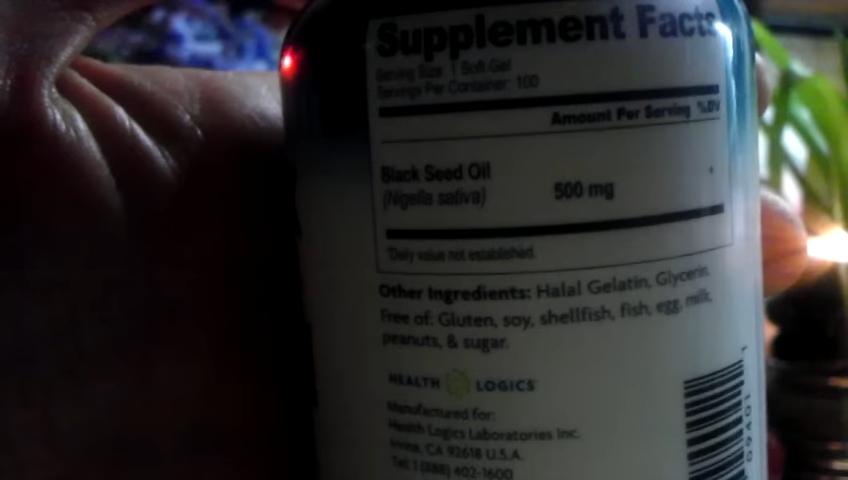 Supplement Facts
Serving Size 1 Soft Gel
Servings Per Container: 100
Amount Per Serving %DV
Black Seed Oil
(Nigella sativa) 500 mg *
*Daily value not established.
Other Ingredients: Halal Gelatin, Glycerin.
Free of: Gluten, soy, shellfish, fish, egg, milk,
peanuts, & sugar.
HEALTH LOGICS
Manufactured for:
Health Logics Laboratories Inc.
Irvine, CA 92618 U.S.A.
Tel: 1 (888) 402-1600
09401